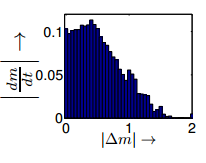 0.1
0.05
0
|dm/dt| →
0 1 2
|Δm| →